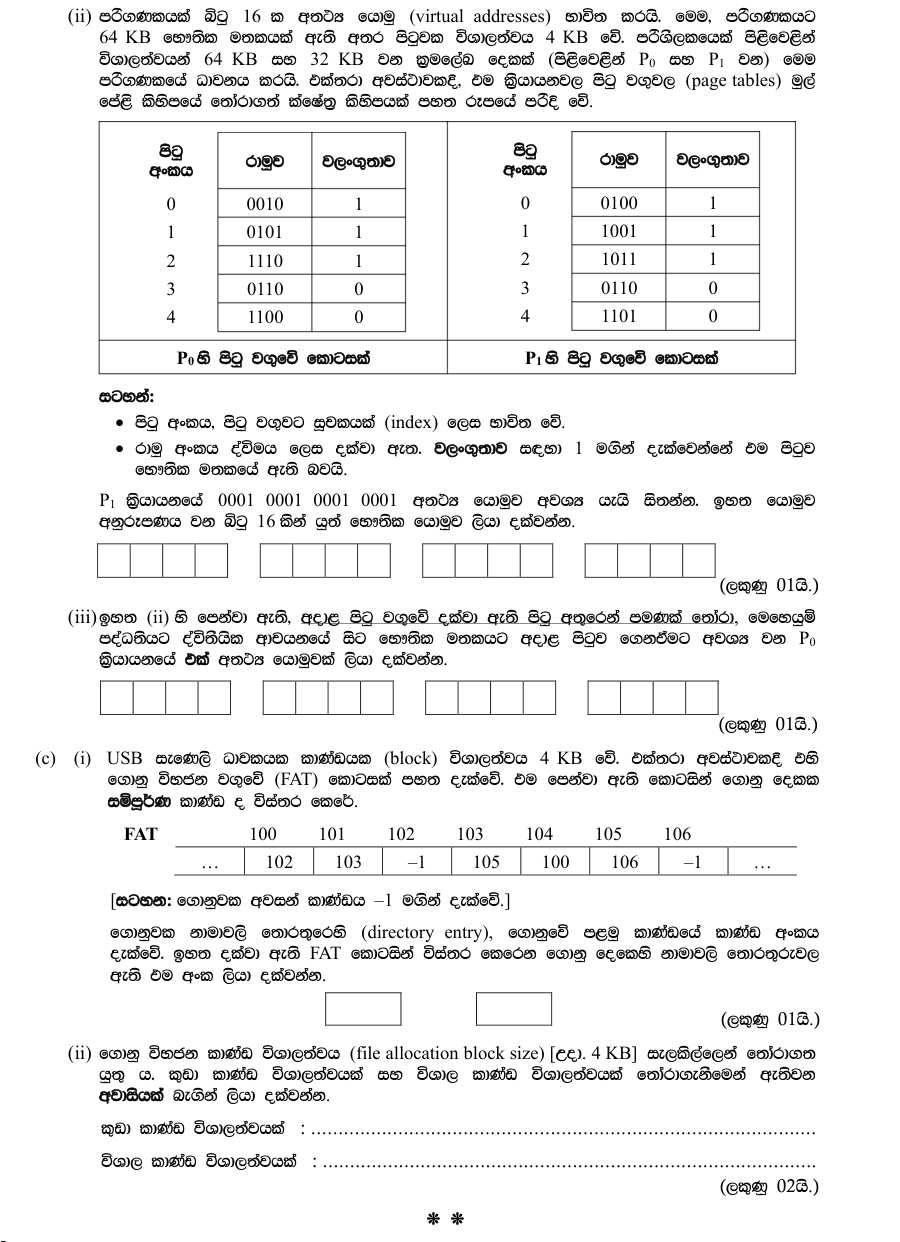 (ii) පරිගණකයක් බිටු 16 ක අතථ්‍ය යොමු (virtual addresses) භාවිත කරයි. මෙම, පරිගණකයට
64 KB භෞතික මතකයක් ඇති අතර පිටුවක විශාලත්වය 4 KB වේ. පරිශීලකයෙක් පිළිවෙළින්
විශාලත්වයන් 64 KB සහ 32 KB වන ක්‍රමලේඛ දෙකක් (පිළිවෙළින් P₀ සහ P₁ වන) මෙම
පරිගණකයේ ධාවනය කරයි. එක්තරා අවස්ථාවකදී, එම ක්‍රියායනවල පිටු වගුවල (page tables) මුල්
පේළි කිහිපයේ තෝරාගත් ක්ෂේත්‍ර කිහිපයක් පහත රූපයේ පරිදි වේ.
පිටු අංකය රාමුව වලංගුතාව
0 0010 1
1 0101 1
2 1110 1
3 0110 0
4 1100 0
P₀ හි පිටු වගුවේ කොටසක්
පිටු අංකය රාමුව වලංගුතාව
0 0100 1
1 1001 1
2 1011 1
3 0110 0
4 1101 0
P₁ හි පිටු වගුවේ කොටසක්
සටහන්:
• පිටු අංකය, පිටු වගුවට සූචකයක් (index) ලෙස භාවිත වේ.
• රාමු අංකය ද්විමය ලෙස දක්වා ඇත. වලංගුතාව සඳහා 1 මගින් දැක්වෙන්නේ එම පිටුව
භෞතික මතකයේ ඇති බවයි.
P₁ ක්‍රියායනයේ 0001 0001 0001 0001 අතථ්‍ය යොමුව අවශ්‍ය යැයි සිතන්න. ඉහත යොමුව
අනුරූපණය වන බිටු 16 කින් යුත් භෞතික යොමුව ලියා දක්වන්න.
(ලකුණු 01යි.)
(iii) ඉහත (ii) හි පෙන්වා ඇති, අදාළ පිටු වගුවේ දක්වා ඇති පිටු අතුරෙන් පමණක් තෝරා, මෙහෙයුම්
පද්ධතියට ද්විතීයික ආචයනයේ සිට භෞතික මතකයට අදාළ පිටුව ගෙනඒමට අවශ්‍ය වන P₀
ක්‍රියායනයේ එක් අතථ්‍ය යොමුවක් ලියා දක්වන්න.
(ලකුණු 01යි.)
(c) (i) USB සැණෙලි ධාවකයක කාණ්ඩයක (block) විශාලත්වය 4 KB වේ. එක්තරා අවස්ථාවකදී එහි
ගොනු විභජන වගුවේ (FAT) කොටසක් පහත දැක්වේ. එම පෙන්වා ඇති කොටසින් ගොනු දෙකක
සම්පූර්ණ කාණ්ඩ ද විස්තර කෙරේ.
FAT 100 101 102 103 104 105 106
... 102 103 –1 105 100 106 –1 ...
[සටහන: ගොනුවක අවසන් කාණ්ඩය –1 මගින් දැක්වේ.]
ගොනුවක නාමාවලි තොරතුරෙහි (directory entry), ගොනුවේ පළමු කාණ්ඩයේ කාණ්ඩ අංකය
දැක්වේ. ඉහත දක්වා ඇති FAT කොටසින් විස්තර කෙරෙන ගොනු දෙකෙහි නාමාවලි තොරතුරුවල
ඇති එම අංක ලියා දක්වන්න.
(ලකුණු 01යි.)
(ii) ගොනු විභජන කාණ්ඩ විශාලත්වය (file allocation block size) [උදා. 4 KB] සැලකිල්ලෙන් තෝරාගත
යුතු ය. කුඩා කාණ්ඩ විශාලත්වයක් සහ විශාල කාණ්ඩ විශාලත්වයක් තෝරාගැනීමෙන් ඇතිවන
අවාසියක් බැගින් ලියා දක්වන්න.
කුඩා කාණ්ඩ විශාලත්වයක් : ............................................................
විශාල කාණ්ඩ විශාලත්වයක් : ............................................................
(ලකුණු 02යි.)